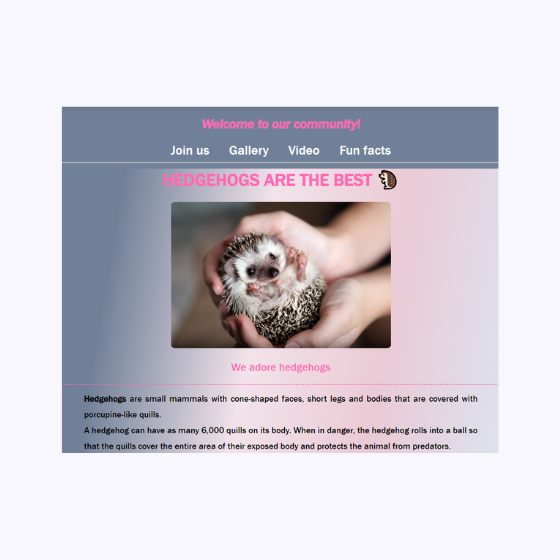 Welcome to our community!
Join us Gallery Video Fun facts
HEDGEHOGS ARE THE BEST 🦔
We adore hedgehogs
Hedgehogs are small mammals with cone-shaped faces, short legs and bodies that are covered with
porcupine-like quills.
A hedgehog can have as many 6,000 quills on its body. When in danger, the hedgehog rolls into a ball so
that the quills cover the entire area of their exposed body and protects the animal from predators.